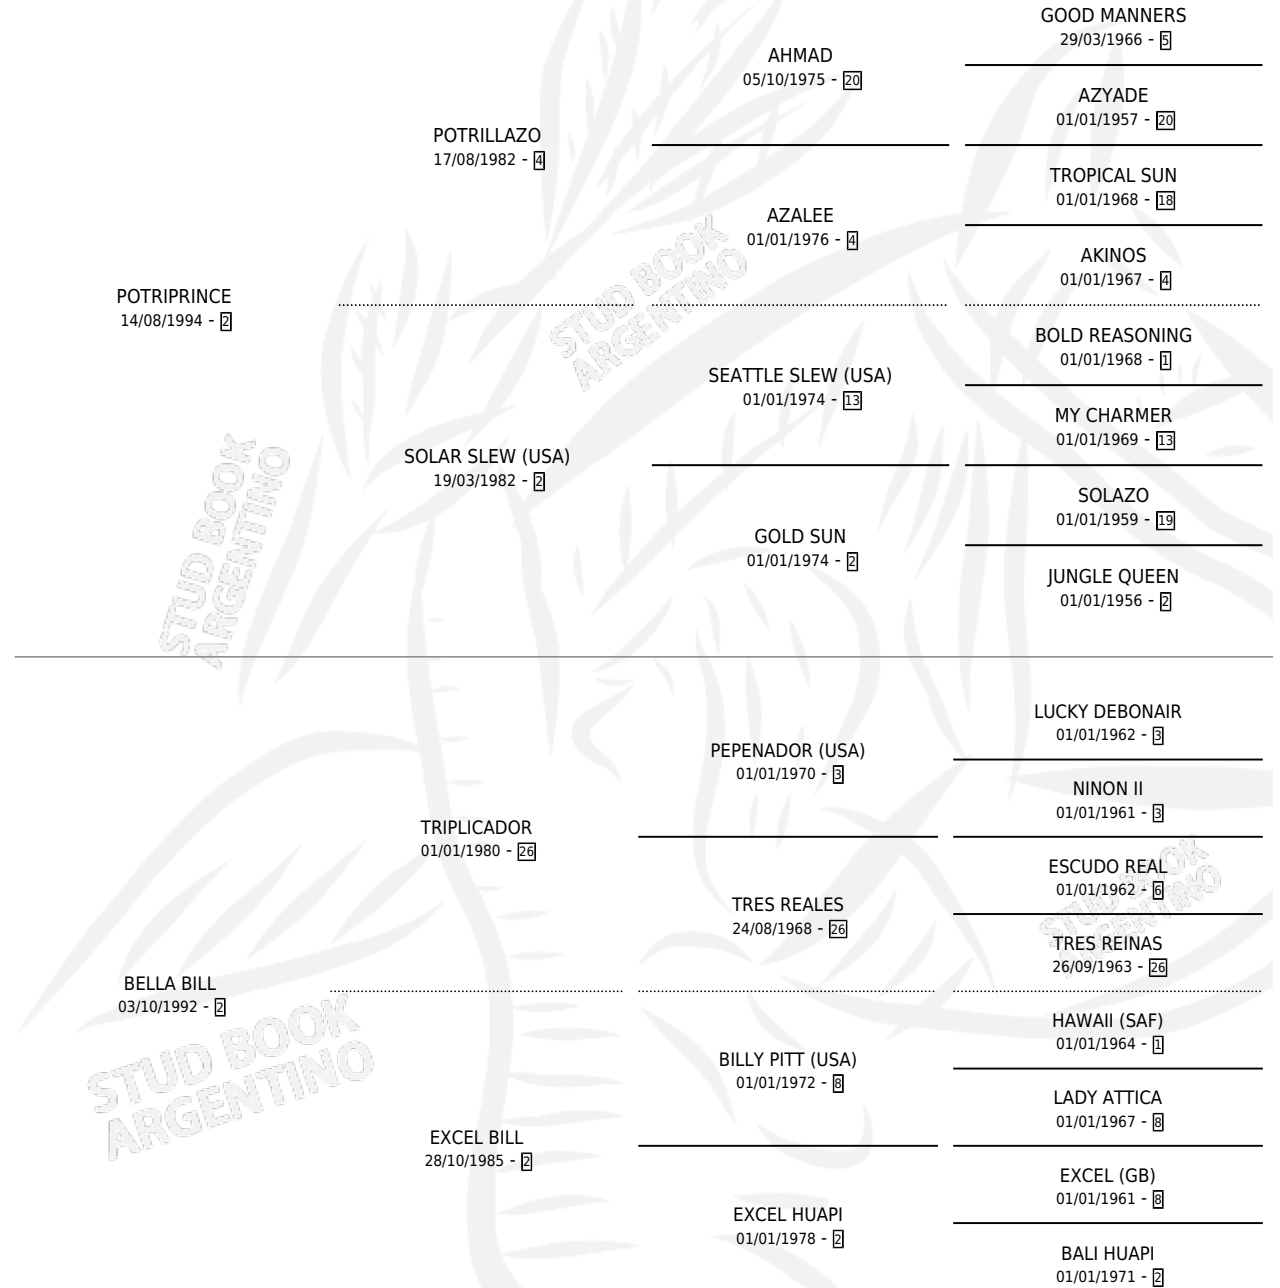 GOOD MANNERS
29/03/1966 - 5
AHMAD
05/10/1975 - 20
AZYADE
01/01/1957 - 20
POTRILLAZO
17/08/1982 - 4
TROPICAL SUN
01/01/1968 - 18
AZALEE
01/01/1976 - 4
AKINOS
01/01/1967 - 4
POTRIPRINCE
14/08/1994 - 2
STUD BOOK
ARGENTINO
BOLD REASONING
01/01/1968 - 1
SEATTLE SLEW (USA)
01/01/1974 - 13
MY CHARMER
01/01/1969 - 13
SOLAR SLEW (USA)
19/03/1982 - 2
SOLAZO
01/01/1959 - 19
GOLD SUN
01/01/1974 - 2
JUNGLE QUEEN
01/01/1956 - 2
STUD BOOK
ARGENTINO
LUCKY DEBONAIR
01/01/1962 - 3
PEPENADOR (USA)
01/01/1970 - 3
NINON II
01/01/1961 - 3
TRIPLICADOR
01/01/1980 - 26
ESCUDO REAL
01/01/1962 - 6
TRES REALES
24/08/1968 - 26
TRES REINAS
26/09/1963 - 26
STUD BOOK
ARGENTINO
BELLA BILL
03/10/1992 - 2
HAWAII (SAF)
01/01/1964 - 1
BILLY PITT (USA)
01/01/1972 - 8
LADY ATTICA
01/01/1967 - 8
STUD BOOK
ARGENTINO
EXCEL BILL
28/10/1985 - 2
EXCEL (GB)
01/01/1961 - 8
EXCEL HUAPI
01/01/1978 - 2
BALI HUAPI
01/01/1971 - 2